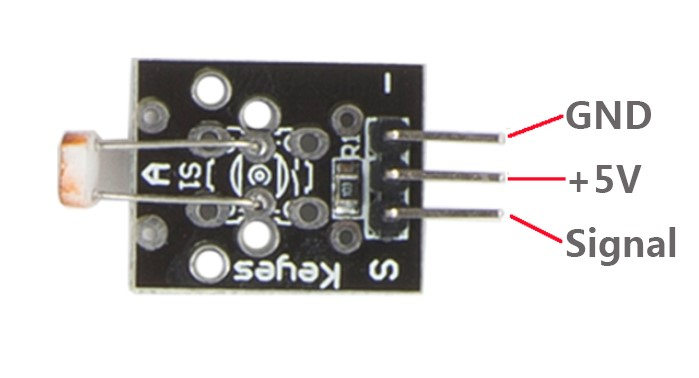 GND
+5V
Signal
–
R1
A
S1
Keyes
S